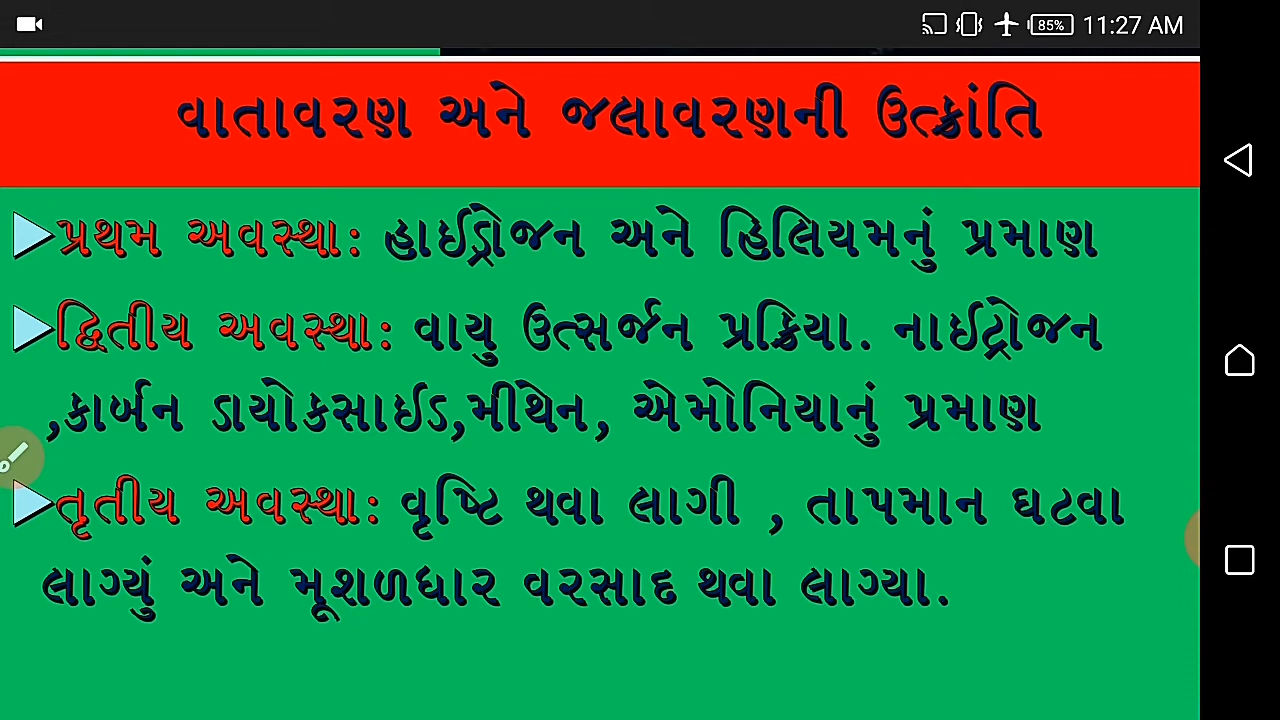 85% 11:27 AM
વાતાવરણ અને જલાવરણની ઉત્ક્રાંતિ
પ્રથમ અવસ્થા: હાઈડ્રોજન અને હિલિયમનું પ્રમાણ
દ્વિતીય અવસ્થા: વાયુ ઉત્સર્જન પ્રક્રિયા. નાઈટ્રોજન
,કાર્બન ડાયોકસાઈડ,મીથેન, એમોનિયાનું પ્રમાણ
તૃતીય અવસ્થા: વૃષ્ટિ થવા લાગી , તાપમાન ઘટવા
લાગ્યું અને મૂશળધાર વરસાદ થવા લાગ્યા.